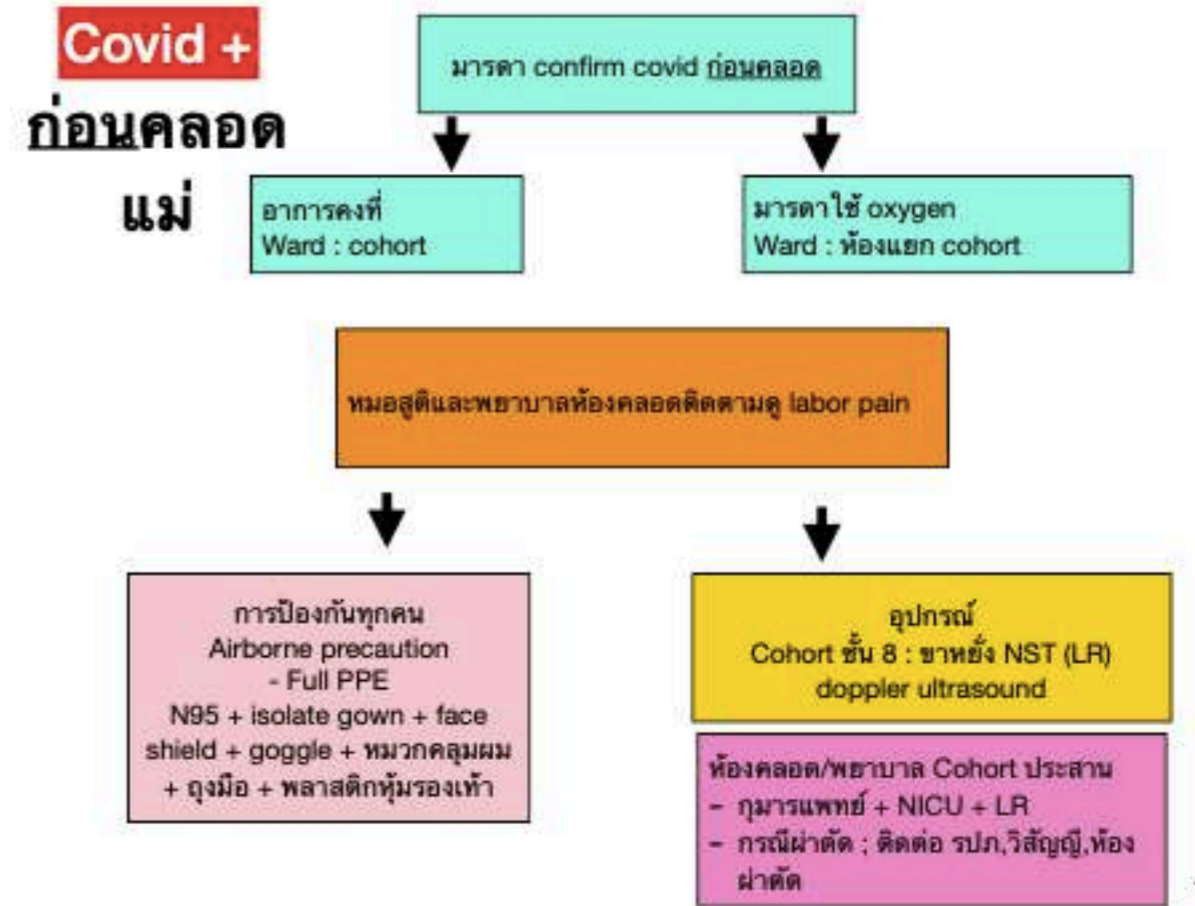 Covid +
ก่อนคลอด
แม่
มารดา confirm covid ก่อนคลอด
อาการคงที่
Ward : cohort
มารดาใช้ oxygen
Ward : ห้องแยก cohort
หมอสูติและพยาบาลห้องคลอดติดตามดู labor pain
การป้องกันทุกคน
Airborne precaution
- Full PPE
N95 + isolate gown + face
shield + goggle + หมวกคลุมผม
+ ถุงมือ + พลาสติกหุ้มรองเท้า
อุปกรณ์
Cohort ชั้น 8 : ขาหยั่ง NST (LR)
doppler ultrasound
ห้องคลอด/พยาบาล Cohort ประสาน
- กุมารแพทย์ + NICU + LR
- กรณีผ่าตัด ; ติดต่อ รปภ,วิสัญญี,ห้อง
ผ่าตัด